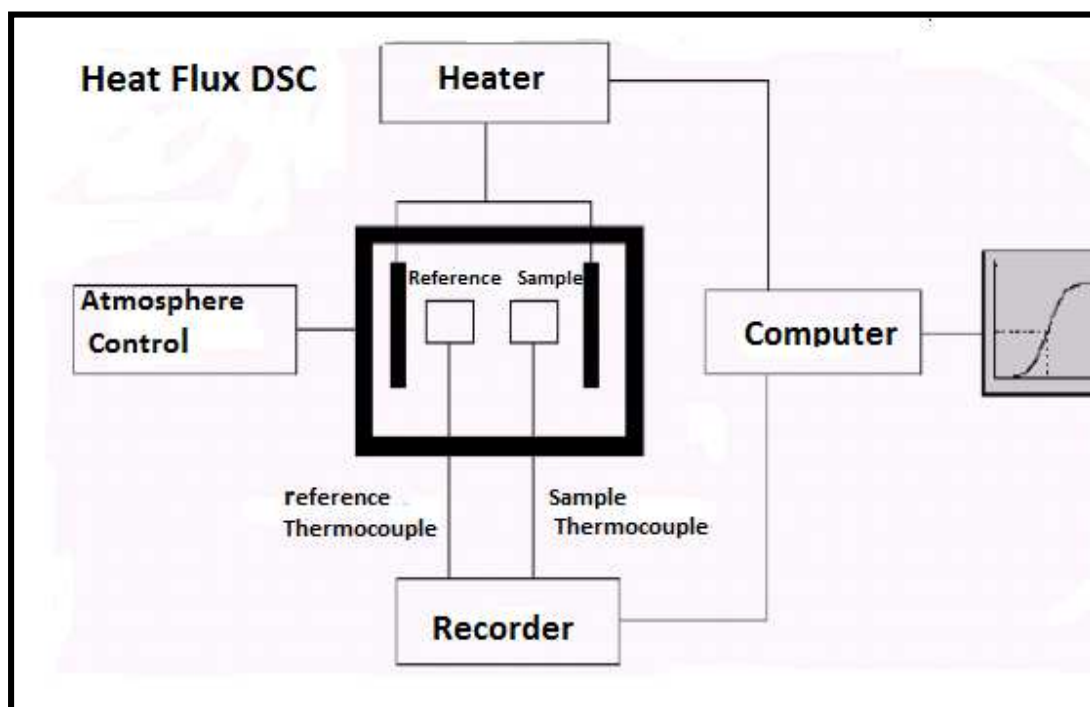 Heat Flux DSC
Heater
Reference
Sample
Atmosphere
Control
Computer
reference
Thermocouple
Sample
Thermocouple
Recorder